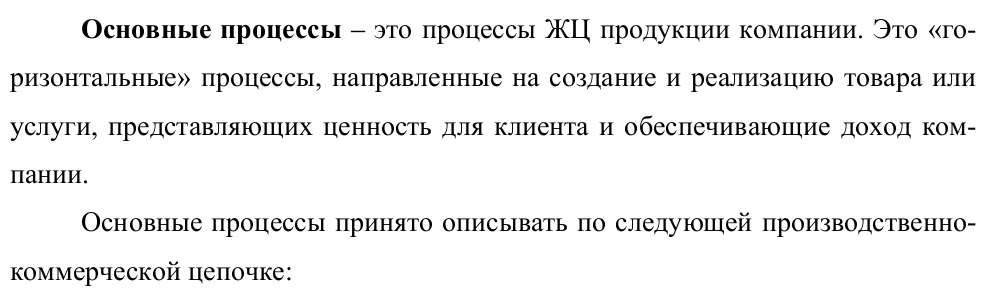 Основные процессы – это процессы ЖЦ продукции компании. Это «го-
ризонтальные» процессы, направленные на создание и реализацию товара или
услуги, представляющих ценность для клиента и обеспечивающие доход ком-
пании.
Основные процессы принято описывать по следующей производственно-
коммерческой цепочке: